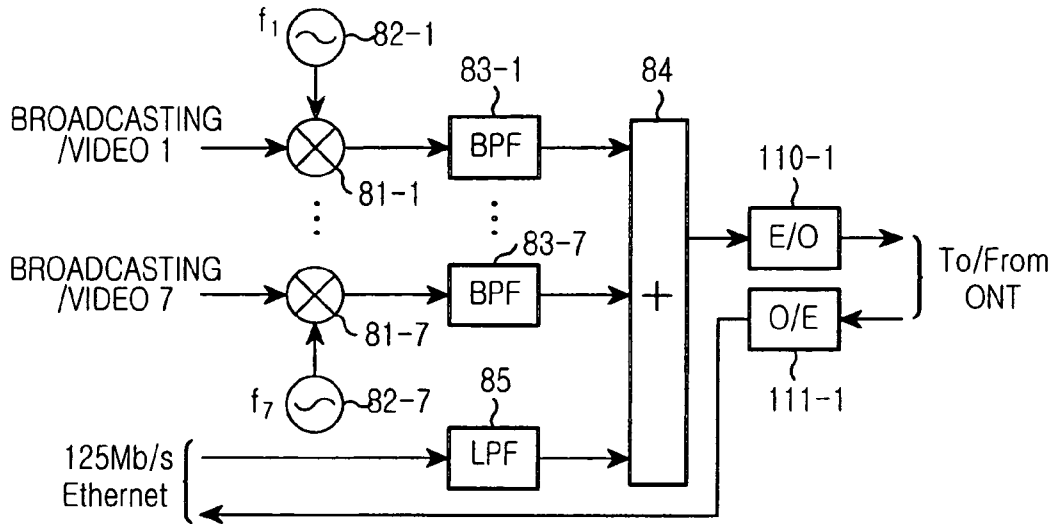 f1
82-1
83-1
84
BROADCASTING
/VIDEO 1
BPF
81-1
110-1
E/O
83-7
BROADCASTING
/VIDEO 7
BPF
+
To/From
ONT
O/E
81-7
111-1
f7
82-7
85
125Mb/s
Ethernet
LPF